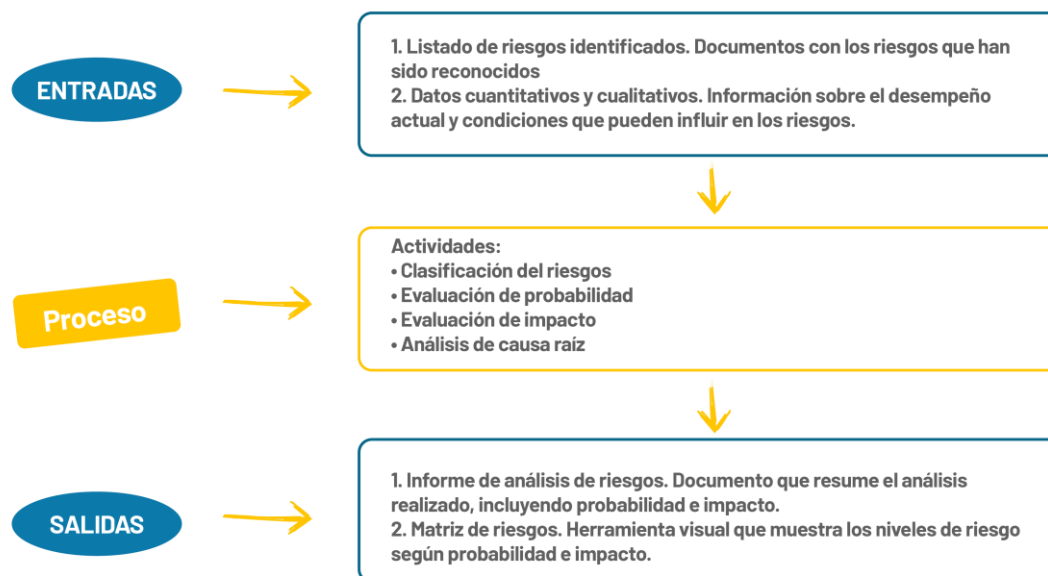 ENTRADAS
1. Listado de riesgos identificados. Documentos con los riesgos que han
sido reconocidos
2. Datos cuantitativos y cualitativos. Información sobre el desempeño
actual y condiciones que pueden influir en los riesgos.
Proceso
Actividades:
• Clasificación del riesgos
• Evaluación de probabilidad
• Evaluación de impacto
• Análisis de causa raíz
SALIDAS
1. Informe de análisis de riesgos. Documento que resume el análisis
realizado, incluyendo probabilidad e impacto.
2. Matriz de riesgos. Herramienta visual que muestra los niveles de riesgo
según probabilidad e impacto.